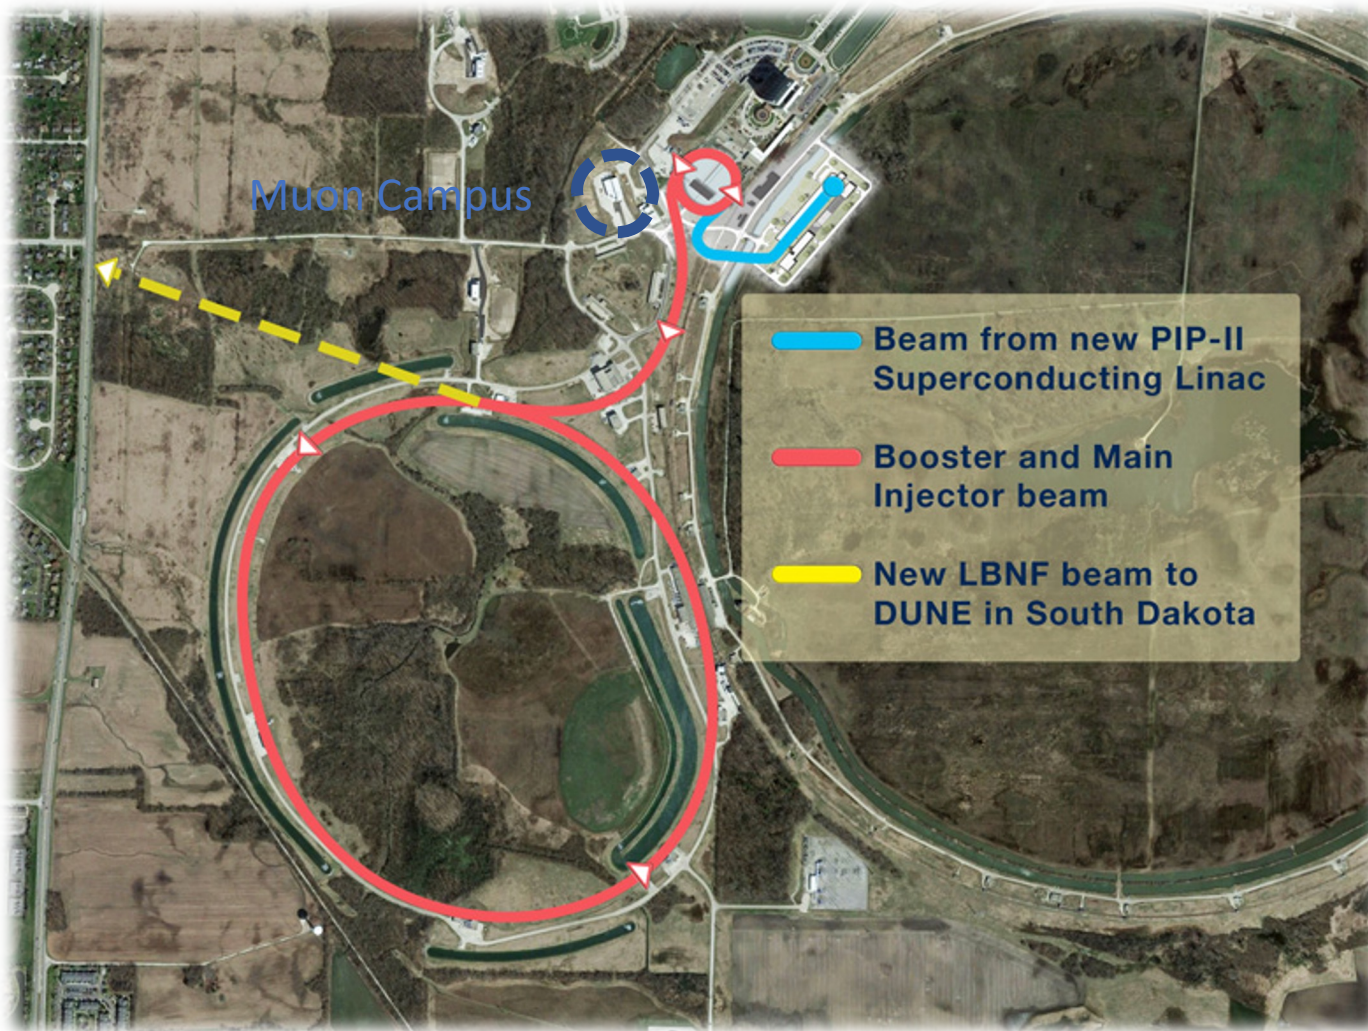 Muon Campus
Beam from new PIP-II
Superconducting Linac
Booster and Main
Injector beam
New LBNF beam to
DUNE in South Dakota